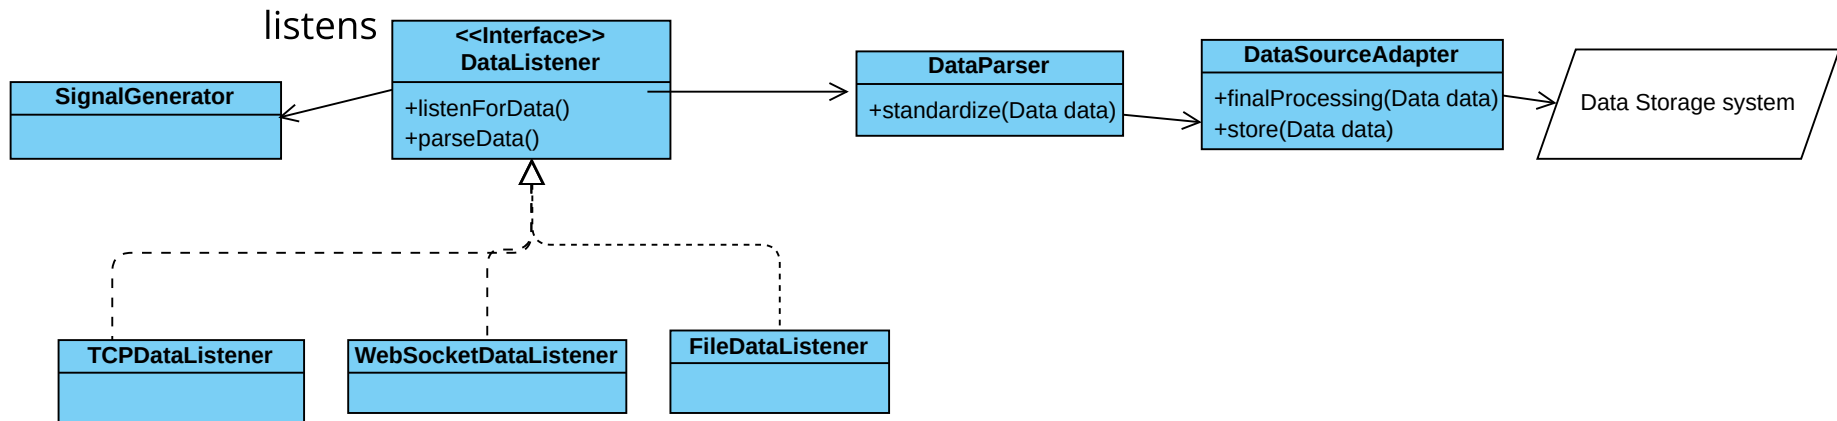 listens
<<Interface>>
DataListener
+listenForData()
+parseData()
SignalGenerator
DataParser
+standardize(Data data)
DataSourceAdapter
+finalProcessing(Data data)
+store(Data data)
Data Storage system
TCPDataListener
WebSocketDataListener
FileDataListener